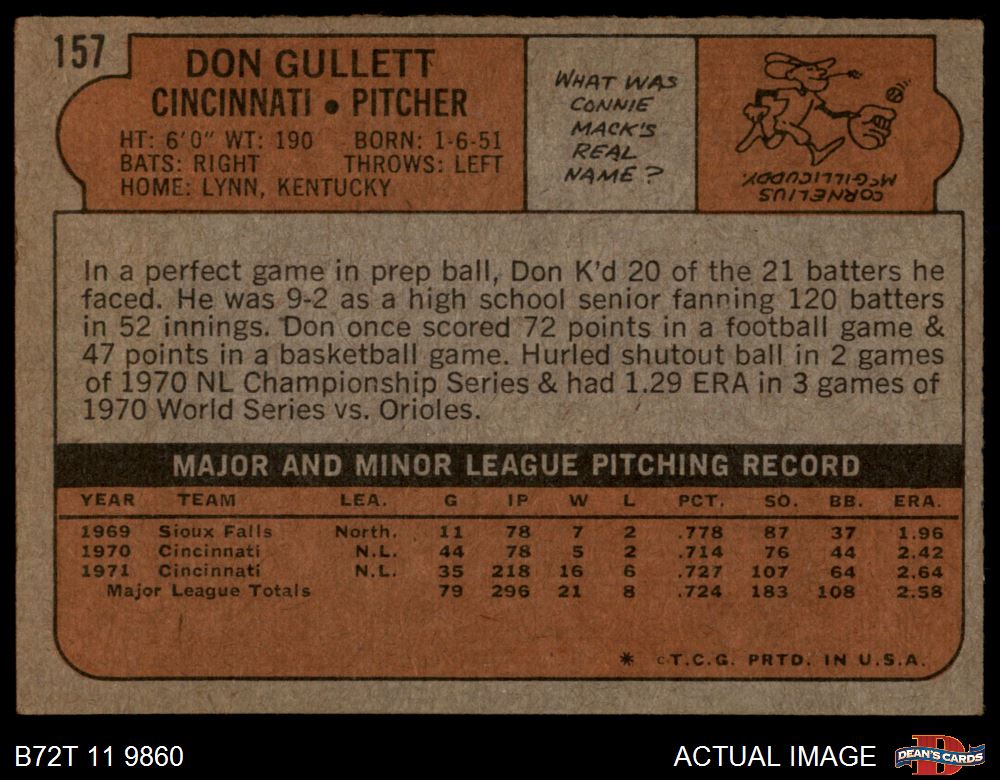 157
DON GULLETT
CINCINNATI • PITCHER
HT: 6'0" WT: 190 BORN: 1-6-51
BATS: RIGHT THROWS: LEFT
HOME: LYNN, KENTUCKY
WHAT WAS
CONNIE
MACK'S
REAL
NAME?
CORNELIUS
McGILLICUDDY.
In a perfect game in prep ball, Don K'd 20 of the 21 batters he
faced. He was 9-2 as a high school senior fanning 120 batters
in 52 innings. Don once scored 72 points in a football game &
47 points in a basketball game. Hurled shutout ball in 2 games
of 1970 NL Championship Series & had 1.29 ERA in 3 games of
1970 World Series vs. Orioles.
MAJOR AND MINOR LEAGUE PITCHING RECORD
YEAR TEAM LEA. G IP W L PCT. SO. BB. ERA.
1969 Sioux Falls North. 11 78 7 2 .778 87 37 1.96
1970 Cincinnati N.L. 44 78 5 2 .714 76 44 2.42
1971 Cincinnati N.L. 35 218 16 6 .727 107 64 2.64
Major League Totals 79 296 21 8 .724 183 108 2.58
* ©T.C.G. PRTD. IN U.S.A.
B72T 11 9860
ACTUAL IMAGE
DEAN'S CARDS